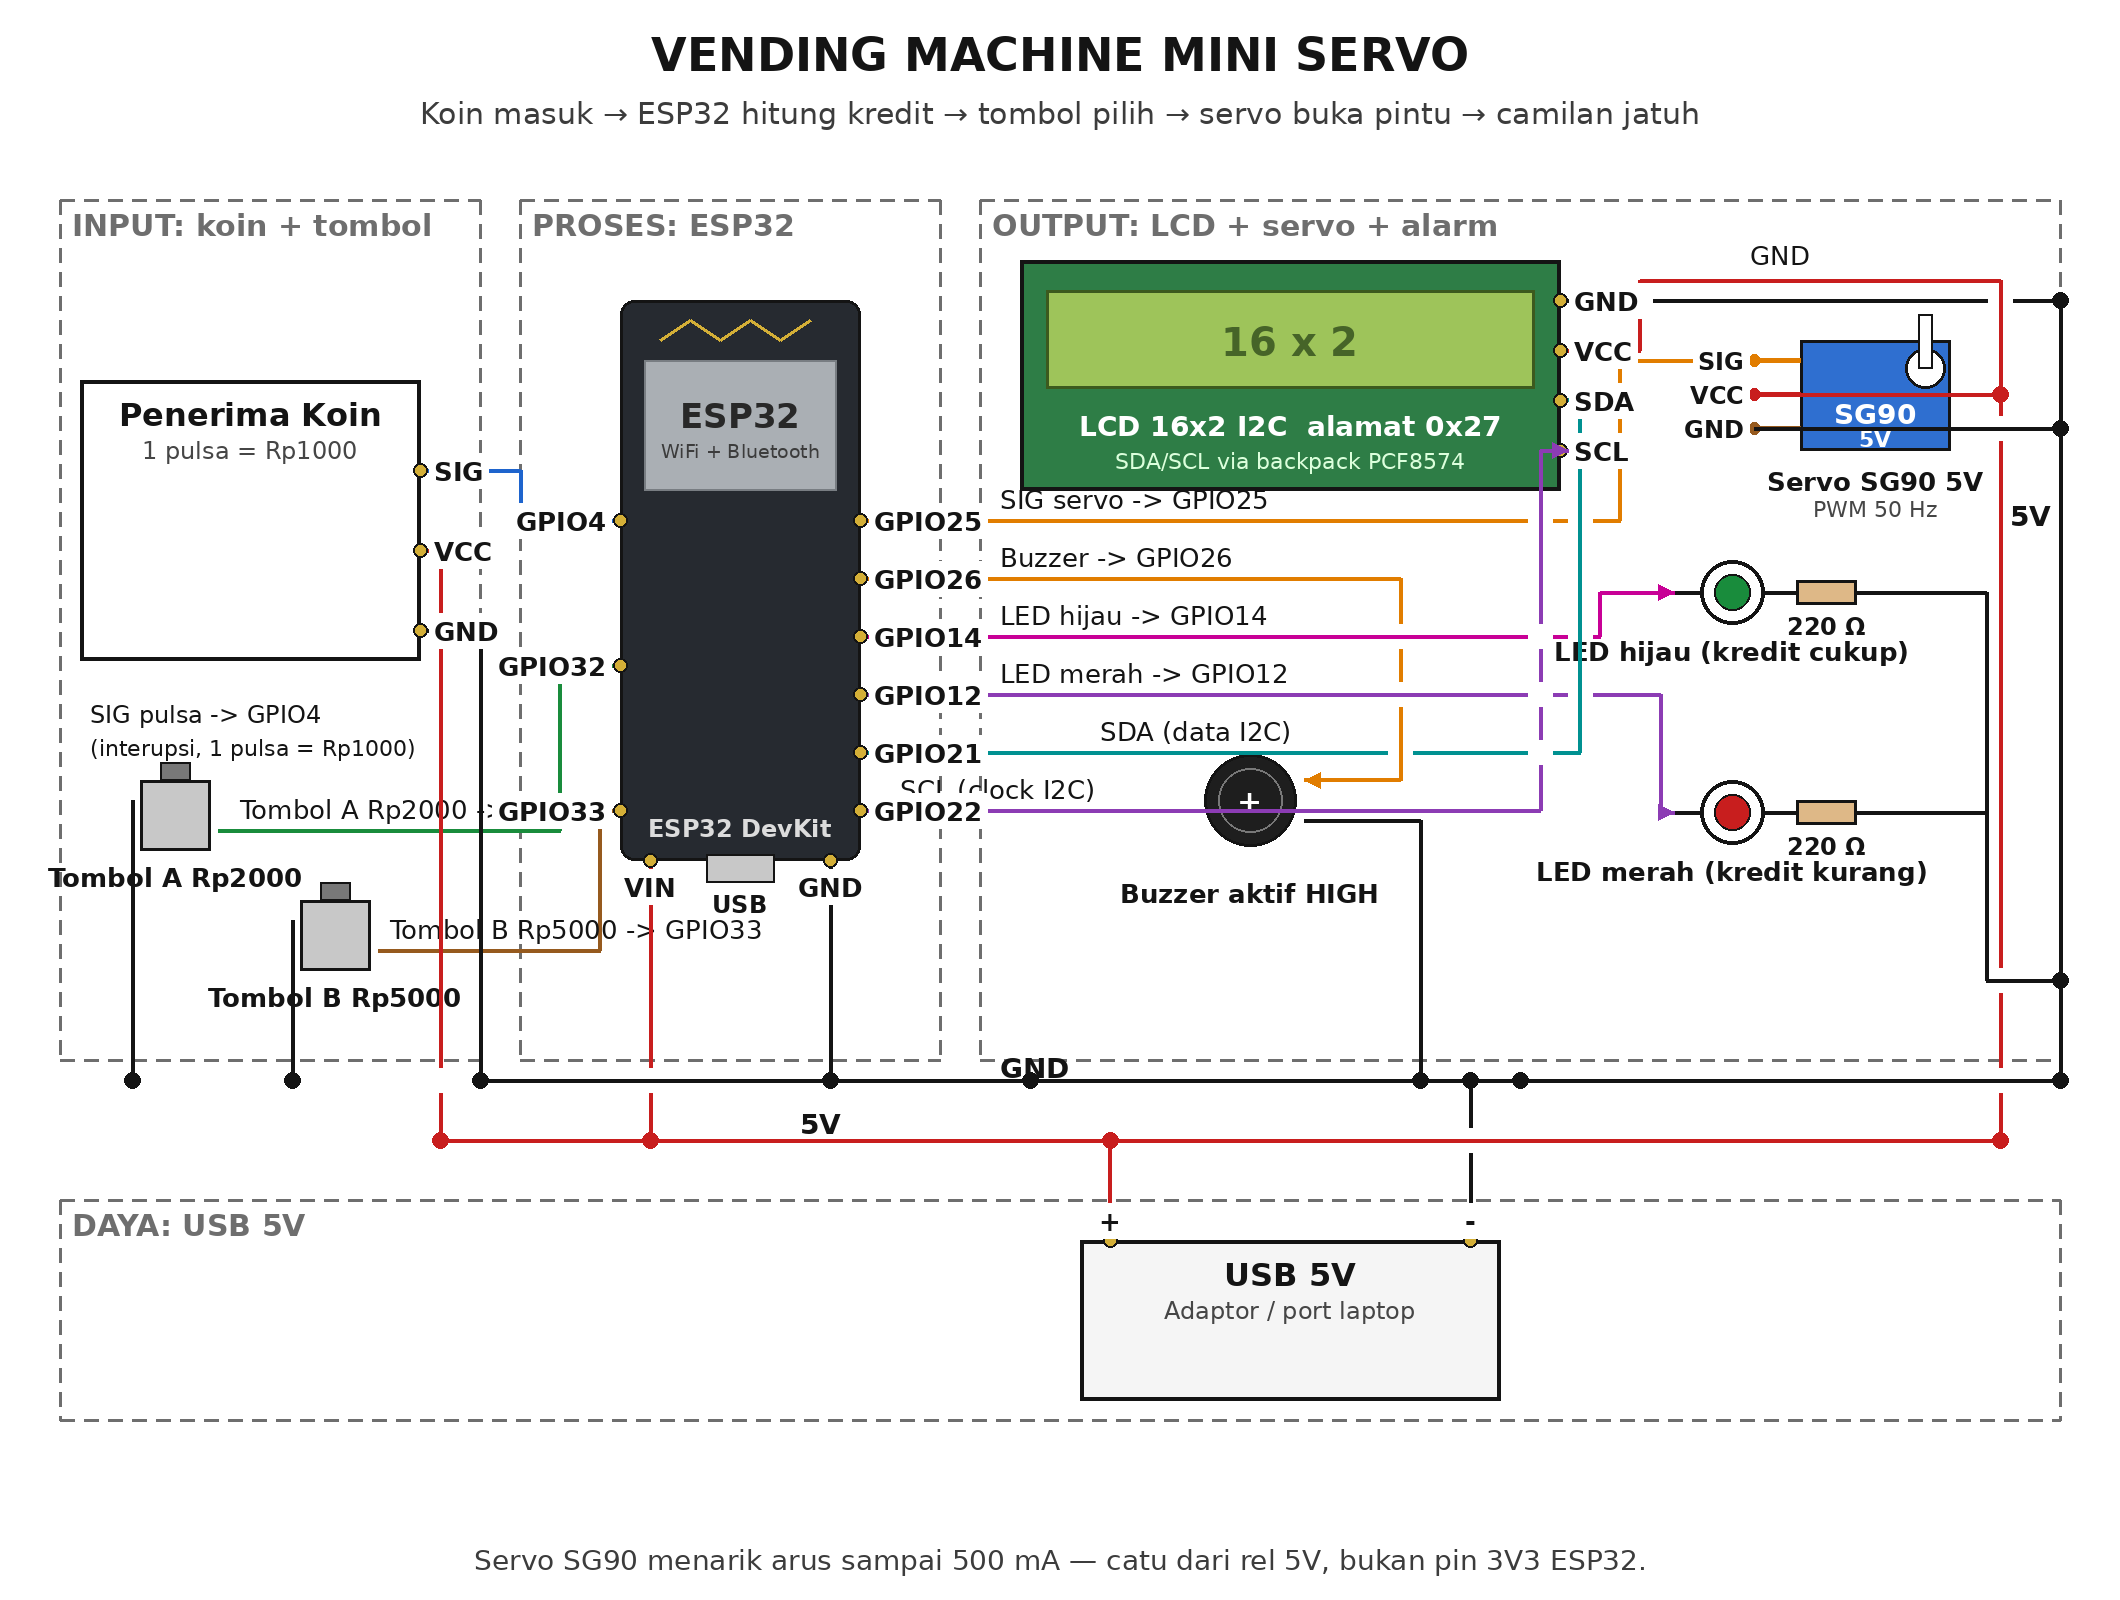 VENDING MACHINE MINI SERVO
Koin masuk → ESP32 hitung kredit → tombol pilih → servo buka pintu → camilan jatuh
INPUT: koin + tombol
PROSES: ESP32
OUTPUT: LCD + servo + alarm
Penerima Koin
1 pulsa = Rp1000
SIG
VCC
GND
SIG pulsa -> GPIO4
(interupsi, 1 pulsa = Rp1000)
Tombol A Rp2000 ->
Tombol A Rp2000
Tombol B Rp5000 -> GPIO33
Tombol B Rp5000
ESP32
WiFi + Bluetooth
GPIO4
GPIO32
GPIO33
GPIO25
GPIO26
GPIO14
GPIO12
GPIO21
GPIO22
ESP32 DevKit
VIN
USB
GND
16 x 2
LCD 16x2 I2C  alamat 0x27
SDA/SCL via backpack PCF8574
GND
VCC
SDA
SCL
GND
SIG
VCC
GND
SG90
5V
Servo SG90 5V
PWM 50 Hz
5V
SIG servo -> GPIO25
Buzzer -> GPIO26
LED hijau -> GPIO14
LED merah -> GPIO12
SDA (data I2C)
SCL (clock I2C)
220 Ω
LED hijau (kredit cukup)
220 Ω
LED merah (kredit kurang)
+
Buzzer aktif HIGH
GND
5V
DAYA: USB 5V
+
-
USB 5V
Adaptor / port laptop
Servo SG90 menarik arus sampai 500 mA — catu dari rel 5V, bukan pin 3V3 ESP32.